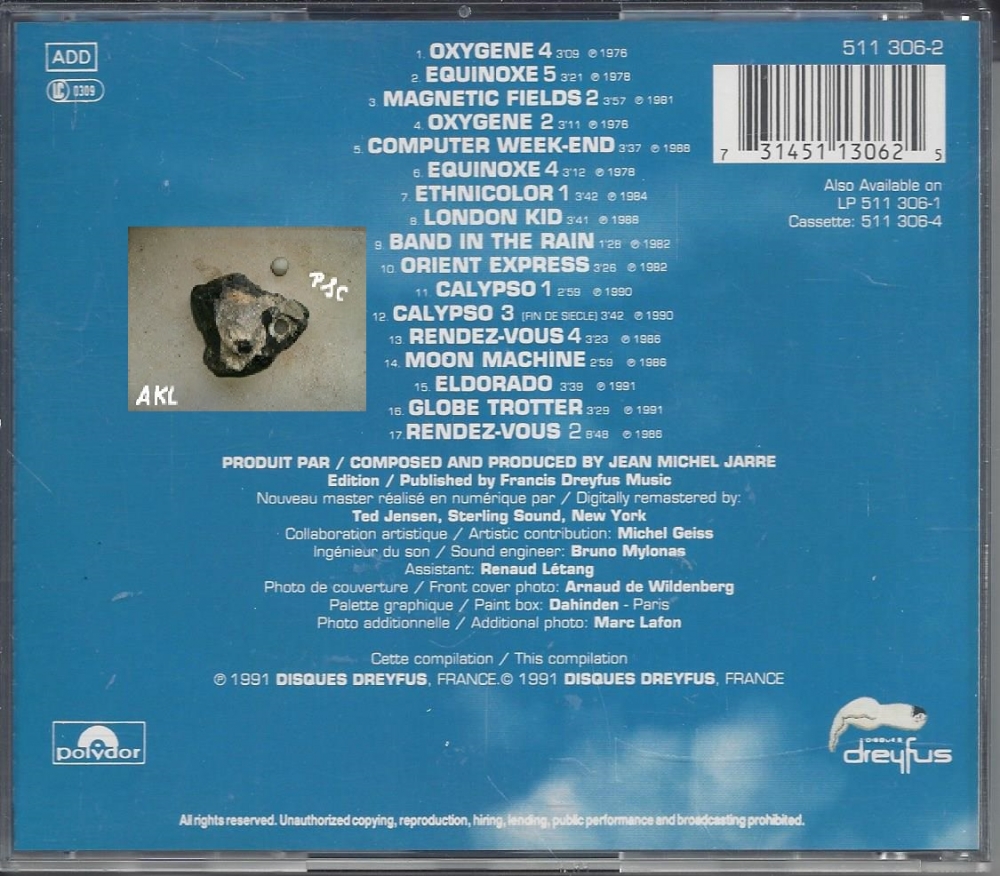 ADD
LC 0309
511 306-2
1. OXYGENE 4 3'09 ℗ 1976
2. EQUINOXE 5 3'21 ℗ 1978
3. MAGNETIC FIELDS 2 3'57 ℗ 1981
4. OXYGENE 2 3'11 ℗ 1976
5. COMPUTER WEEK-END 3'37 ℗ 1988
6. EQUINOXE 4 3'12 ℗ 1978
7. ETHNICOLOR 1 3'42 ℗ 1984
8. LONDON KID 3'41 ℗ 1988
9. BAND IN THE RAIN 1'28 ℗ 1982
10. ORIENT EXPRESS 3'26 ℗ 1982
11. CALYPSO 1 2'59 ℗ 1990
12. CALYPSO 3 (FIN DE SIECLE) 3'42 ℗ 1990
13. RENDEZ-VOUS 4 3'23 ℗ 1986
14. MOON MACHINE 2'59 ℗ 1986
15. ELDORADO 3'39 ℗ 1991
16. GLOBE TROTTER 3'29 ℗ 1991
17. RENDEZ-VOUS 2 8'48 ℗ 1986
7 31451 13062 5
Also Available on
LP 511 306-1
Cassette: 511 306-4
PSC
AKL
PRODUIT PAR / COMPOSED AND PRODUCED BY JEAN MICHEL JARRE
Edition / Published by Francis Dreyfus Music
Nouveau master réalisé en numérique par / Digitally remastered by:
Ted Jensen, Sterling Sound, New York
Collaboration artistique / Artistic contribution: Michel Geiss
Ingénieur du son / Sound engineer: Bruno Mylonas
Assistant: Renaud Létang
Photo de couverture / Front cover photo: Arnaud de Wildenberg
Palette graphique / Paint box: Dahinden - Paris
Photo additionnelle / Additional photo: Marc Lafon
Cette compilation / This compilation
℗ 1991 DISQUES DREYFUS, FRANCE.© 1991 DISQUES DREYFUS, FRANCE
polydor
DISQUES
dreyfus
All rights reserved. Unauthorized copying, reproduction, hiring, lending, public performance and broadcasting prohibited.